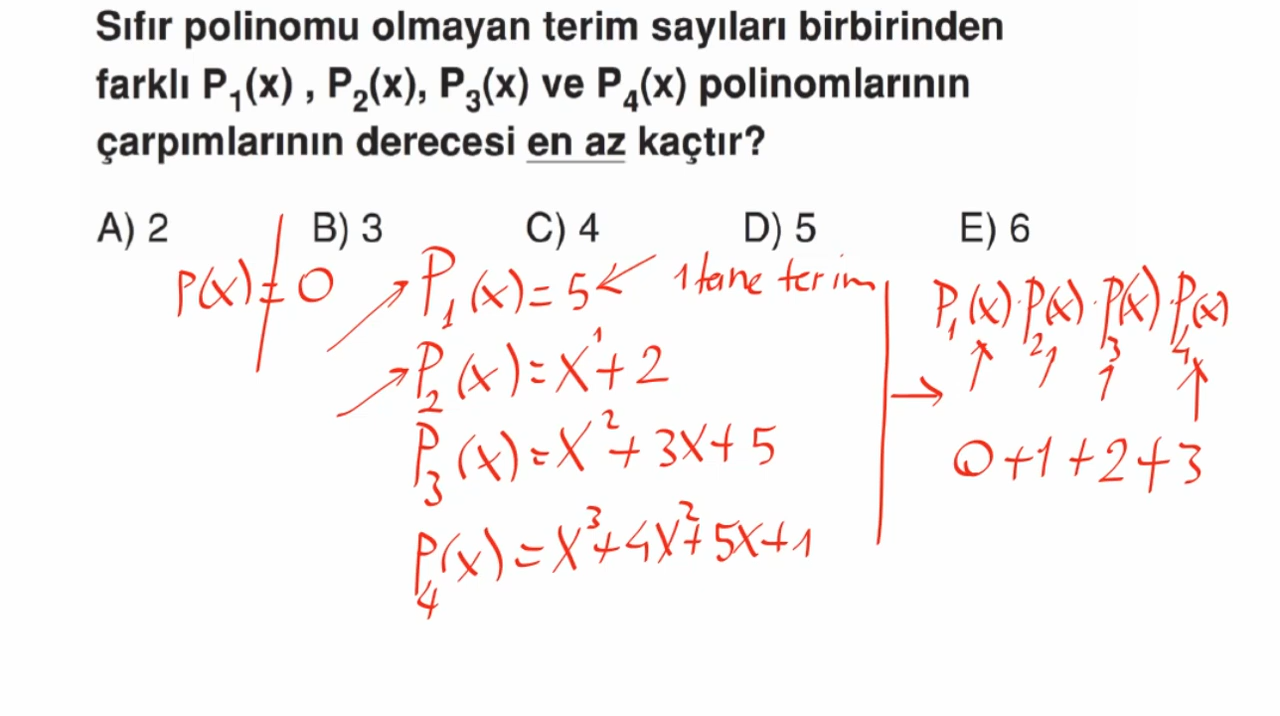 Sıfır polinomu olmayan terim sayıları birbirinden
farklı P₁(x) , P₂(x), P₃(x) ve P₄(x) polinomlarının
çarpımlarının derecesi en az kaçtır?
A) 2 B) 3 C) 4 D) 5 E) 6
P(x) ≠ 0
P₁(x) = 5 ← 1 tane terim
P₂(x) = x¹ + 2
P₃(x) = x² + 3x + 5
P₄(x) = x³ + 4x² + 5x + 1
→ P₁(x) · P₂(x) · P₃(x) · P₄(x)
0 + 1 + 2 + 3